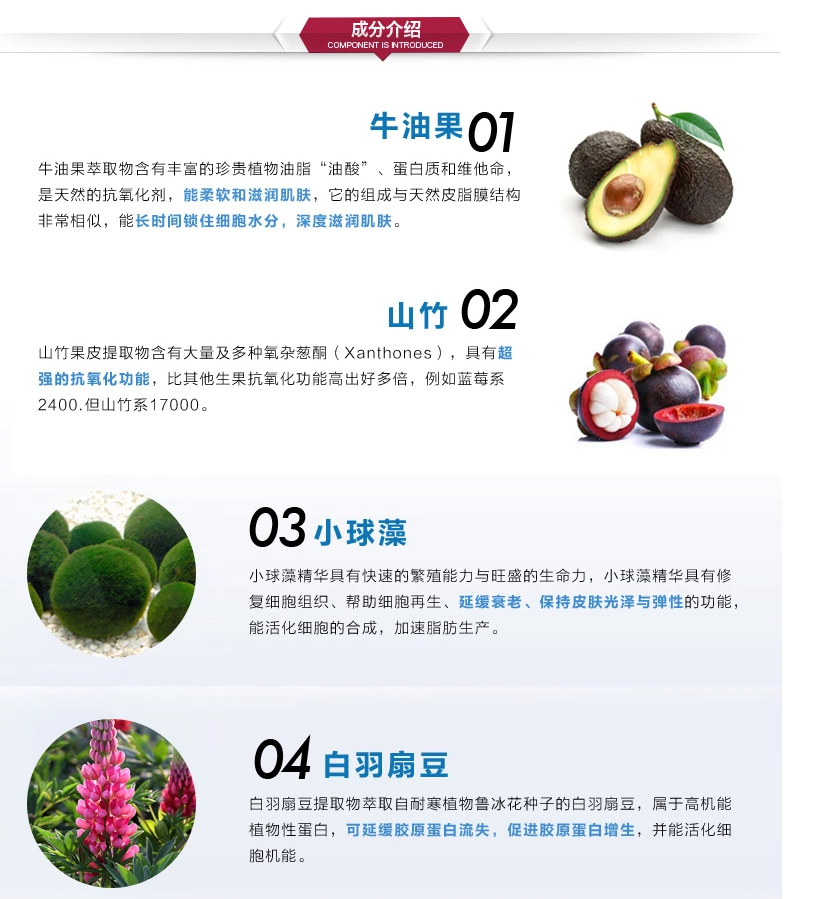 成分介绍
COMPONENT IS INTRODUCED
牛油果01
牛油果萃取物含有丰富的珍贵植物油脂“油酸”、蛋白质和维他命，
是天然的抗氧化剂，能柔软和滋润肌肤，它的组成与天然皮脂膜结构
非常相似，能长时间锁住细胞水分，深度滋润肌肤。
山竹 02
山竹果皮提取物含有大量及多种氧杂葱酮（Xanthones），具有超
强的抗氧化功能，比其他生果抗氧化功能高出好多倍，例如蓝莓系
2400.但山竹系17000。
03 小球藻
小球藻精华具有快速的繁殖能力与旺盛的生命力，小球藻精华具有修
复细胞组织、帮助细胞再生、延缓衰老、保持皮肤光泽与弹性的功能，
能活化细胞的合成，加速脂肪生产。
04 白羽扇豆
白羽扇豆提取物萃取自耐寒植物鲁冰花种子的白羽扇豆，属于高机能
植物性蛋白，可延缓胶原蛋白流失，促进胶原蛋白增生，并能活化细
胞机能。